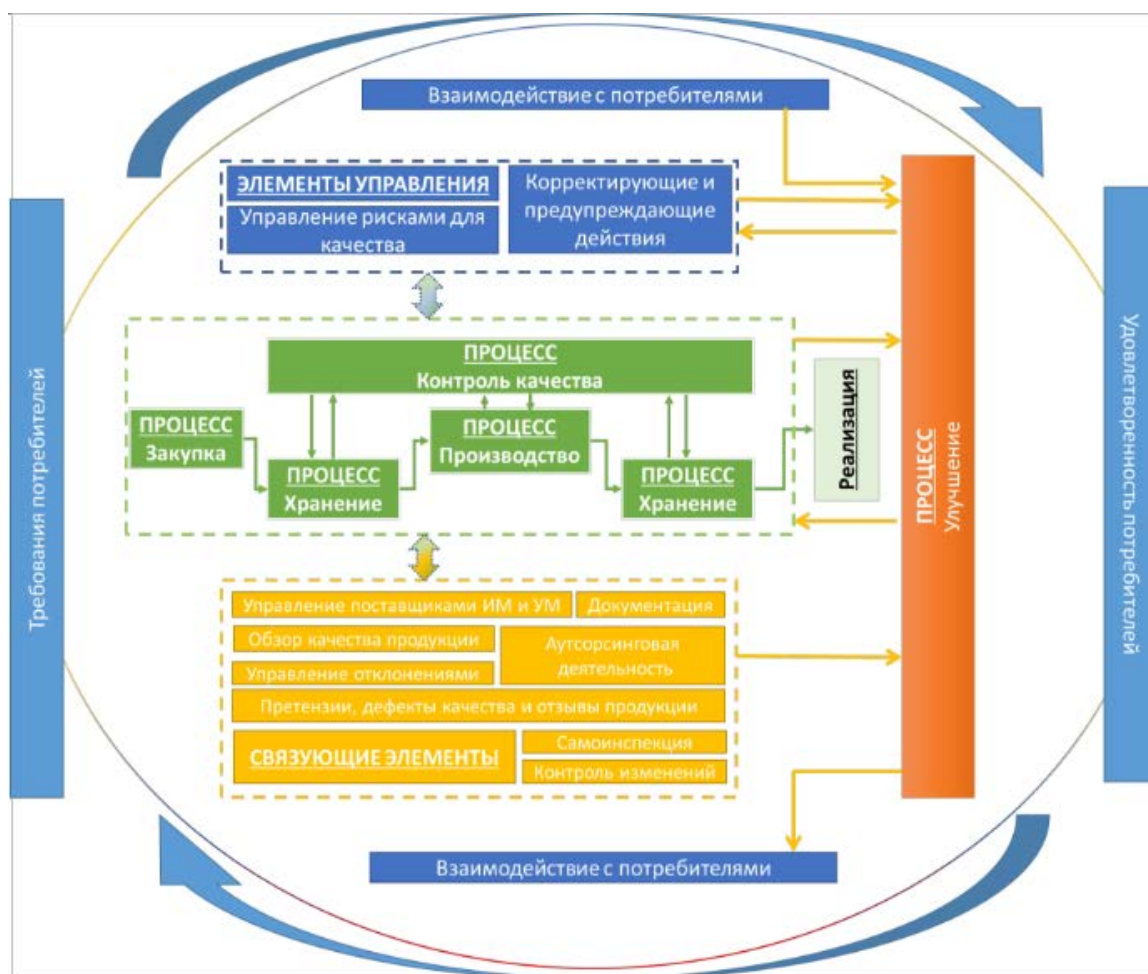 Взаимодействие с потребителями
Требования потребителей
ЭЛЕМЕНТЫ УПРАВЛЕНИЯ
Управление рисками для
качества
Корректирующие и
предупреждающие
действия
ПРОЦЕСС
Контроль качества
ПРОЦЕСС
Закупка
ПРОЦЕСС
Хранение
ПРОЦЕСС
Производство
ПРОЦЕСС
Хранение
Реализация
ПРОЦЕСС
Улучшение
Удовлетворенность потребителей
Управление поставщиками ИМ и УМ
Документация
Обзор качества продукции
Аутсорсинговая
деятельность
Управление отклонениями
Претензии, дефекты качества и отзывы продукции
СВЯЗУЮЩИЕ ЭЛЕМЕНТЫ
Самоинспекция
Контроль изменений
Взаимодействие с потребителями